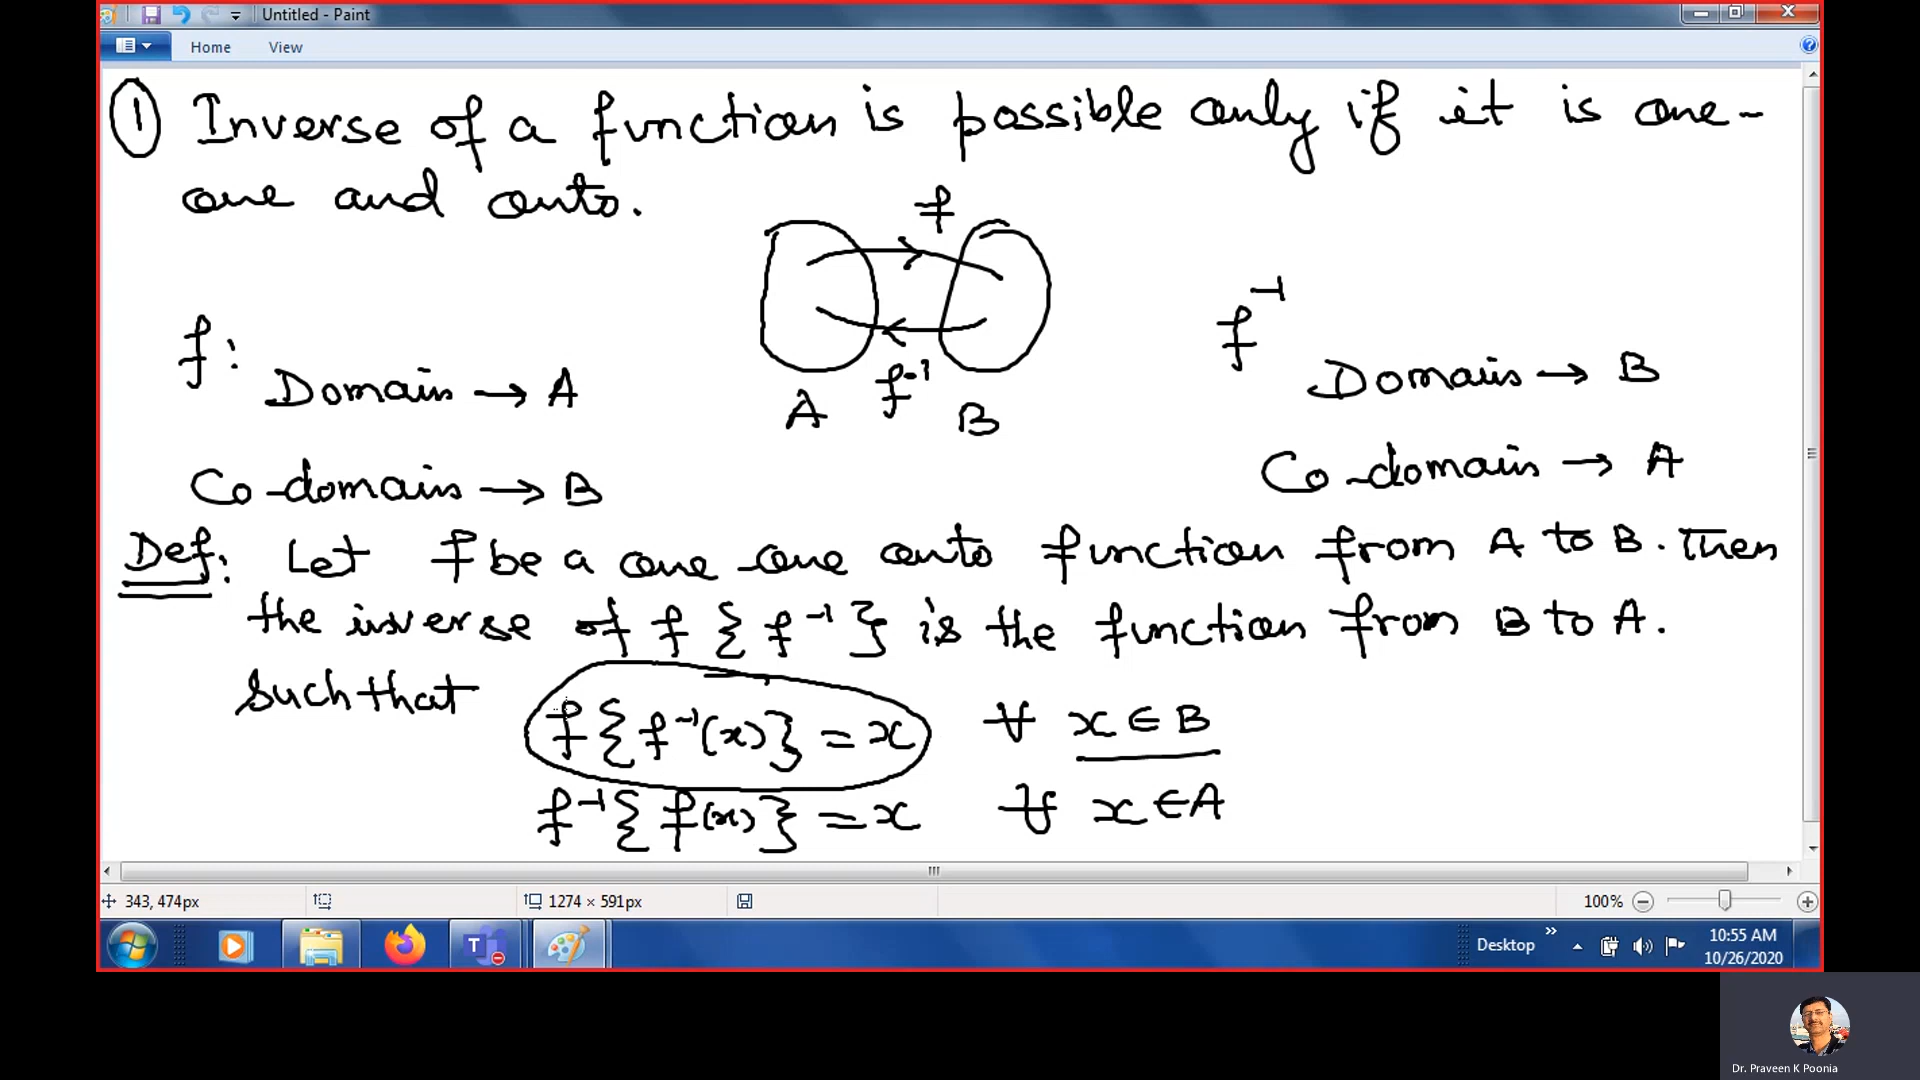 Untitled - Paint
Home View
① Inverse of a function is possible only if it is one-
one and onto.
f
f: f⁻¹
Domain → A f⁻¹ Domain → B
A B
Co-domain → B Co-domain → A
Def: Let f be a one-one onto function from A to B. Then
the inverse of f {f⁻¹} is the function from B to A.
such that
f{f⁻¹(x)} = x ∀ x ∈ B
f⁻¹{f(x)} = x ∀ x ∈ A
343, 474px 1274 × 591px 100%
Desktop 10:55 AM
10/26/2020
Dr. Praveen K Poonia